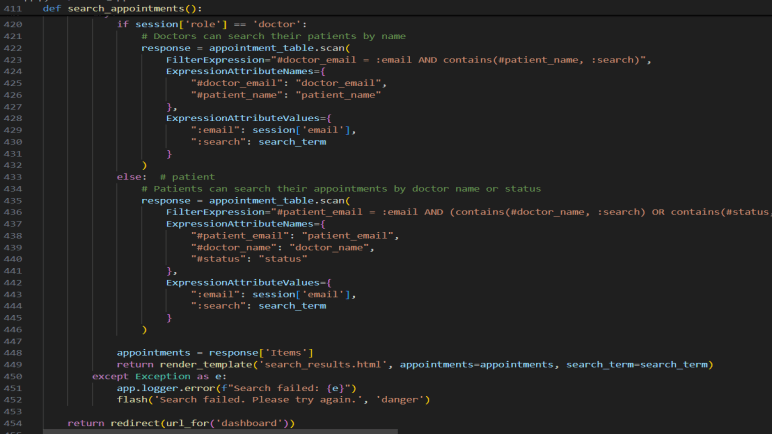 411 def search_appointments():
420 if session['role'] == 'doctor':
421 # Doctors can search their patients by name
422 response = appointment_table.scan(
423 FilterExpression="#doctor_email = :email AND contains(#patient_name, :search)",
424 ExpressionAttributeNames={
425 "#doctor_email": "doctor_email",
426 "#patient_name": "patient_name"
427 },
428 ExpressionAttributeValues={
429 ":email": session['email'],
430 ":search": search_term
431 }
432 )
433 else: # patient
434 # Patients can search their appointments by doctor name or status
435 response = appointment_table.scan(
436 FilterExpression="#patient_email = :email AND (contains(#doctor_name, :search) OR contains(#status,
437 ExpressionAttributeNames={
438 "#patient_email": "patient_email",
439 "#doctor_name": "doctor_name",
440 "#status": "status"
441 },
442 ExpressionAttributeValues={
443 ":email": session['email'],
444 ":search": search_term
445 }
446 )
447
448 appointments = response['Items']
449 return render_template('search_results.html', appointments=appointments, search_term=search_term)
450 except Exception as e:
451 app.logger.error(f"Search failed: {e}")
452 flash('Search failed. Please try again.', 'danger')
453
454 return redirect(url_for('dashboard'))